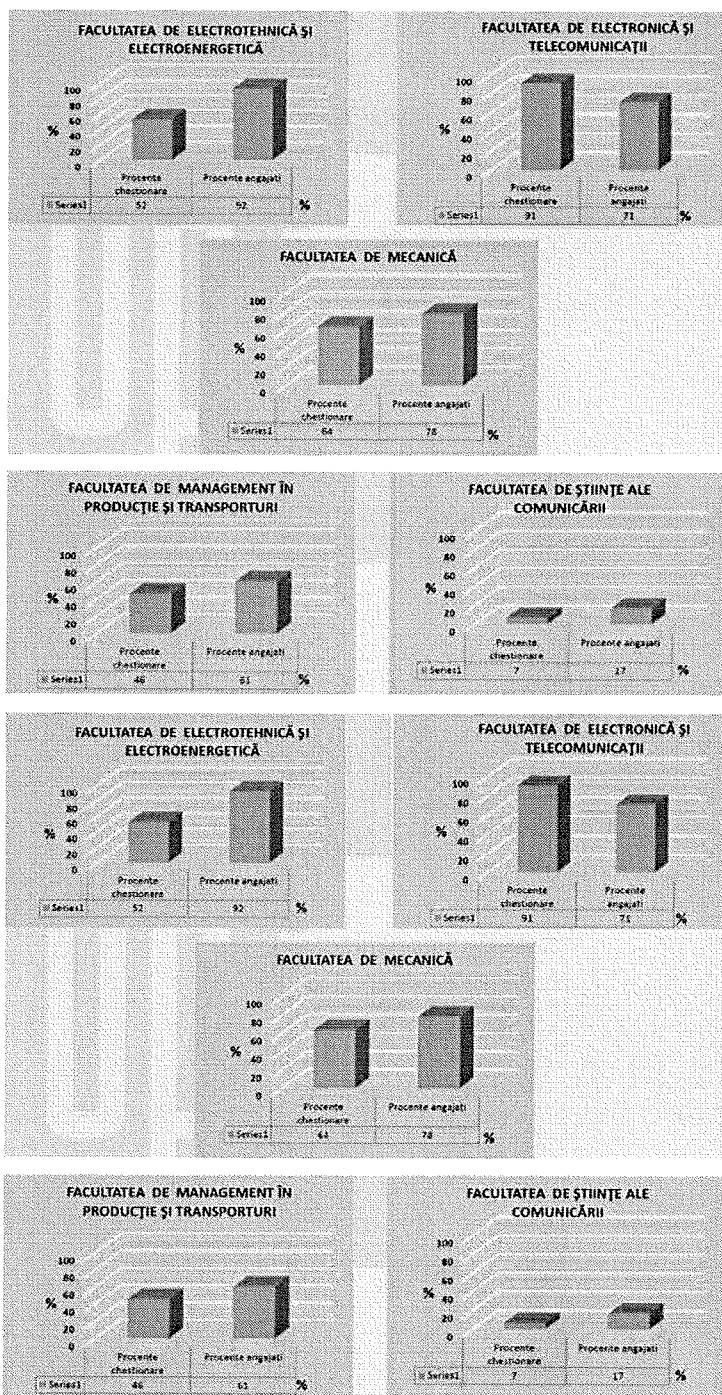 FACULTATEA DE ELECTROTEHNICĂ ŞI
ELECTROENERGETICĂ
100
80
60
40
20
0
%
Procente
chestionare
Procente angajati
Series1 52 92 %
FACULTATEA DE ELECTRONICĂ ŞI
TELECOMUNICAŢII
100
80
60
40
20
0
%
Procente
chestionare
Procente
angajati
Series1 91 71 %
FACULTATEA DE MECANICĂ
100
80
60
40
20
0
%
Procente
chestionare
Procente angajati
Series1 64 78 %
FACULTATEA DE MANAGEMENT ÎN
PRODUCŢIE ŞI TRANSPORTURI
100
80
60
40
20
0
%
Procente
chestionare
Procente angajati
Series1 46 61 %
FACULTATEA DE ŞTIINŢE ALE
COMUNICĂRII
100
80
60
40
20
0
%
Procente
chestionare
Procente angajati
Series1 7 17 %
FACULTATEA DE ELECTROTEHNICĂ ŞI
ELECTROENERGETICĂ
100
80
60
40
20
0
%
Procente
chestionare
Procente angajati
Series1 52 92 %
FACULTATEA DE ELECTRONICĂ ŞI
TELECOMUNICAŢII
100
80
60
40
20
0
%
Procente
chestionare
Procente
angajati
Series1 91 %
FACULTATEA DE MECANICĂ
100
80
60
40
20
0
%
Procente
chestionare
Procente angajati
Series1 78 %
FACULTATEA DE MANAGEMENT ÎN
PRODUCŢIE ŞI TRANSPORTURI
100
80
60
40
20
0
%
Procente
chestionare
Procente angajati
Series1 46 61 %
FACULTATEA DE ŞTIINŢE ALE
COMUNICĂRII
100
80
60
40
20
0
%
Procente
chestionare
Procente angajati
Series1 7 17 %